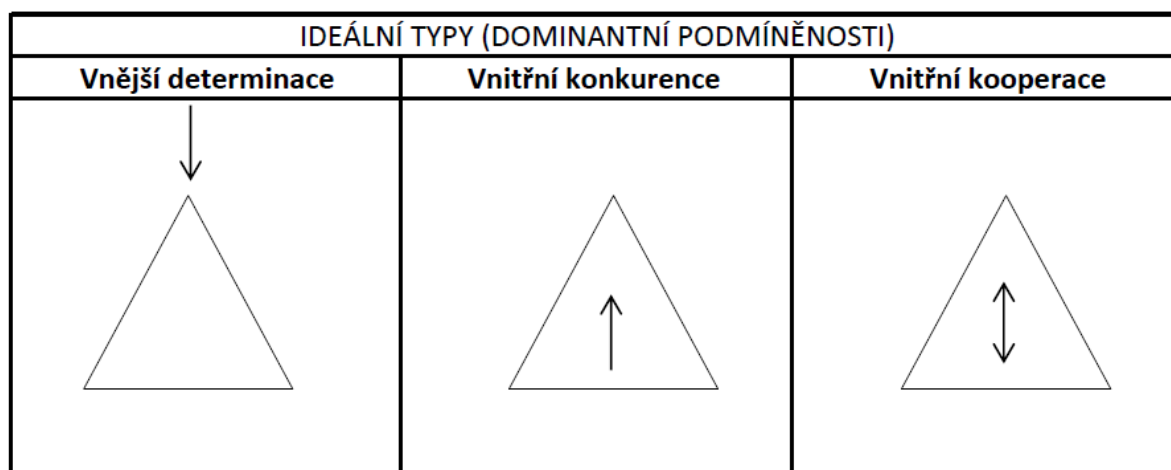 IDEÁLNÍ TYPY (DOMINANTNÍ PODMÍNĚNOSTI)
Vnější determinace
Vnitřní konkurence
Vnitřní kooperace